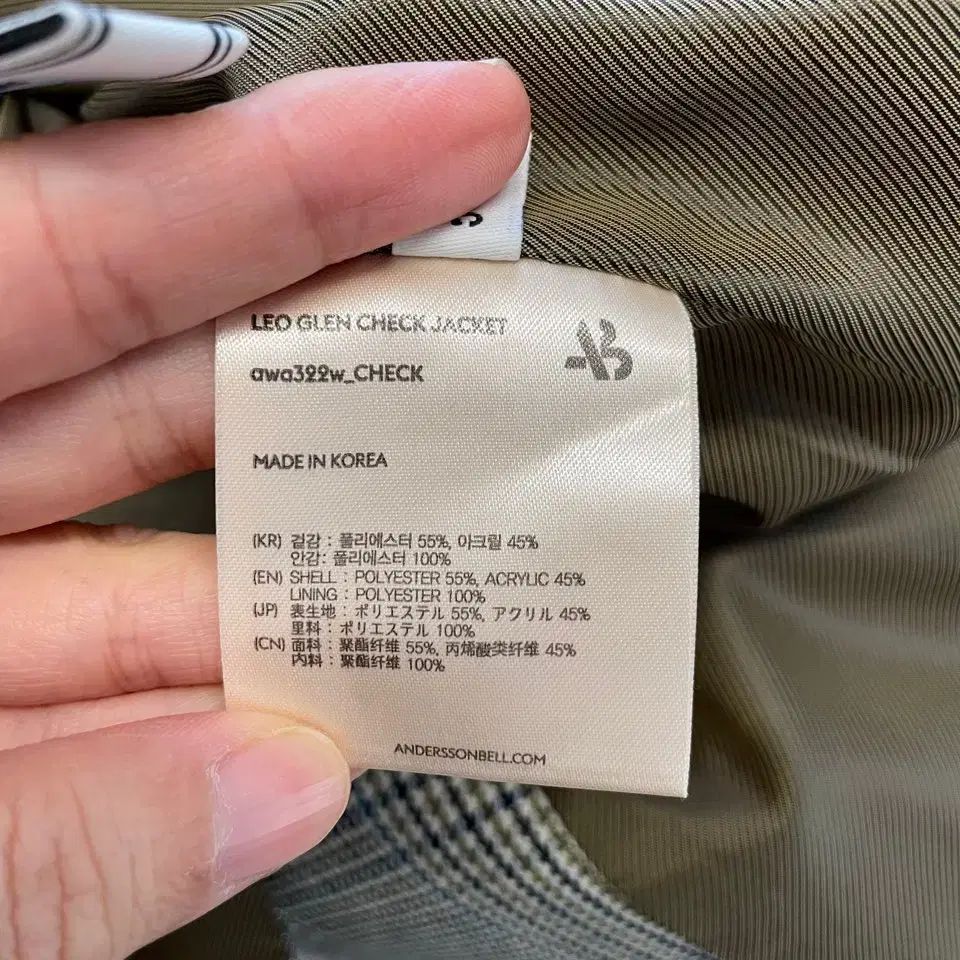 LEO GLEN CHECK JACKET
awa322w_CHECK
MADE IN KOREA
(KR) 겉감 : 폴리에스터 55%, 아크릴 45%
안감: 폴리에스터 100%
(EN) SHELL : POLYESTER 55%, ACRYLIC 45%
LINING : POLYESTER 100%
(JP) 表生地 : ポリエステル 55%, アクリル 45%
里料 : ポリエステル 100%
(CN) 面料 : 聚酯纤维 55%, 丙烯酸类纤维 45%
内料 : 聚酯纤维 100%
ANDERSSONBELL.COM